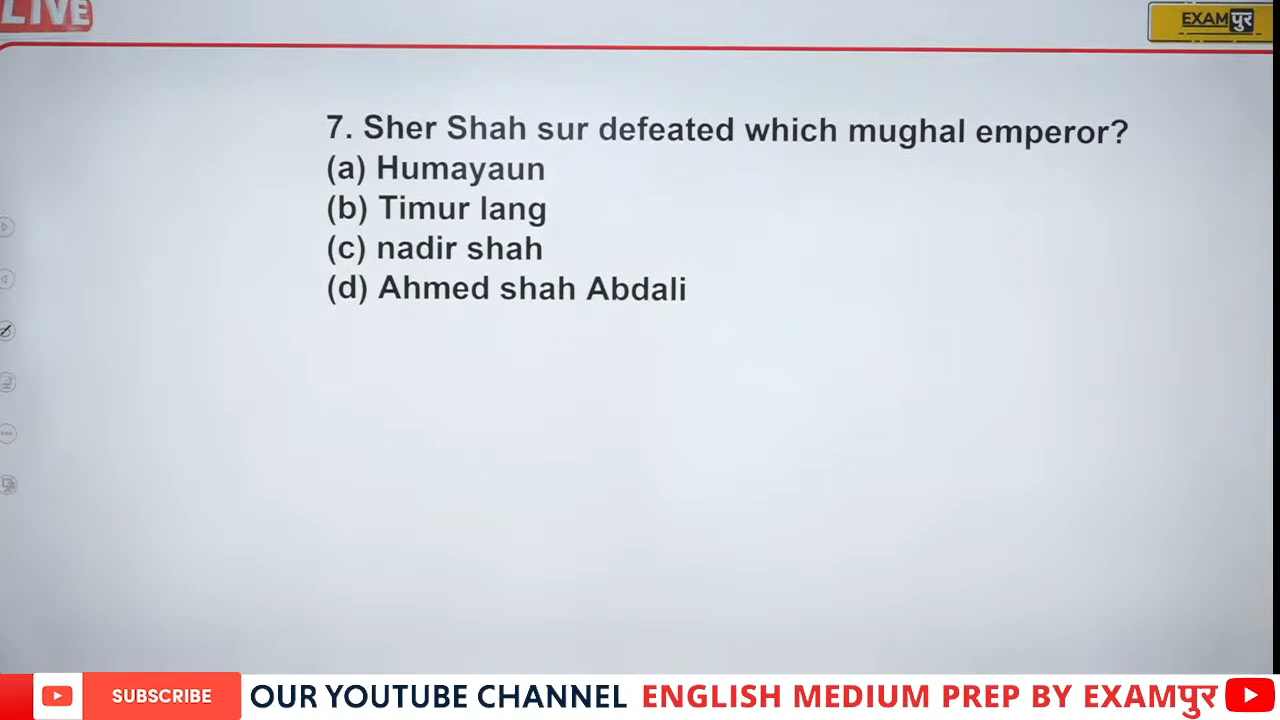 LIVE
EXAMपुर
7. Sher Shah sur defeated which mughal emperor?
(a) Humayaun
(b) Timur lang
(c) nadir shah
(d) Ahmed shah Abdali
SUBSCRIBE OUR YOUTUBE CHANNEL ENGLISH MEDIUM PREP BY EXAMपुर